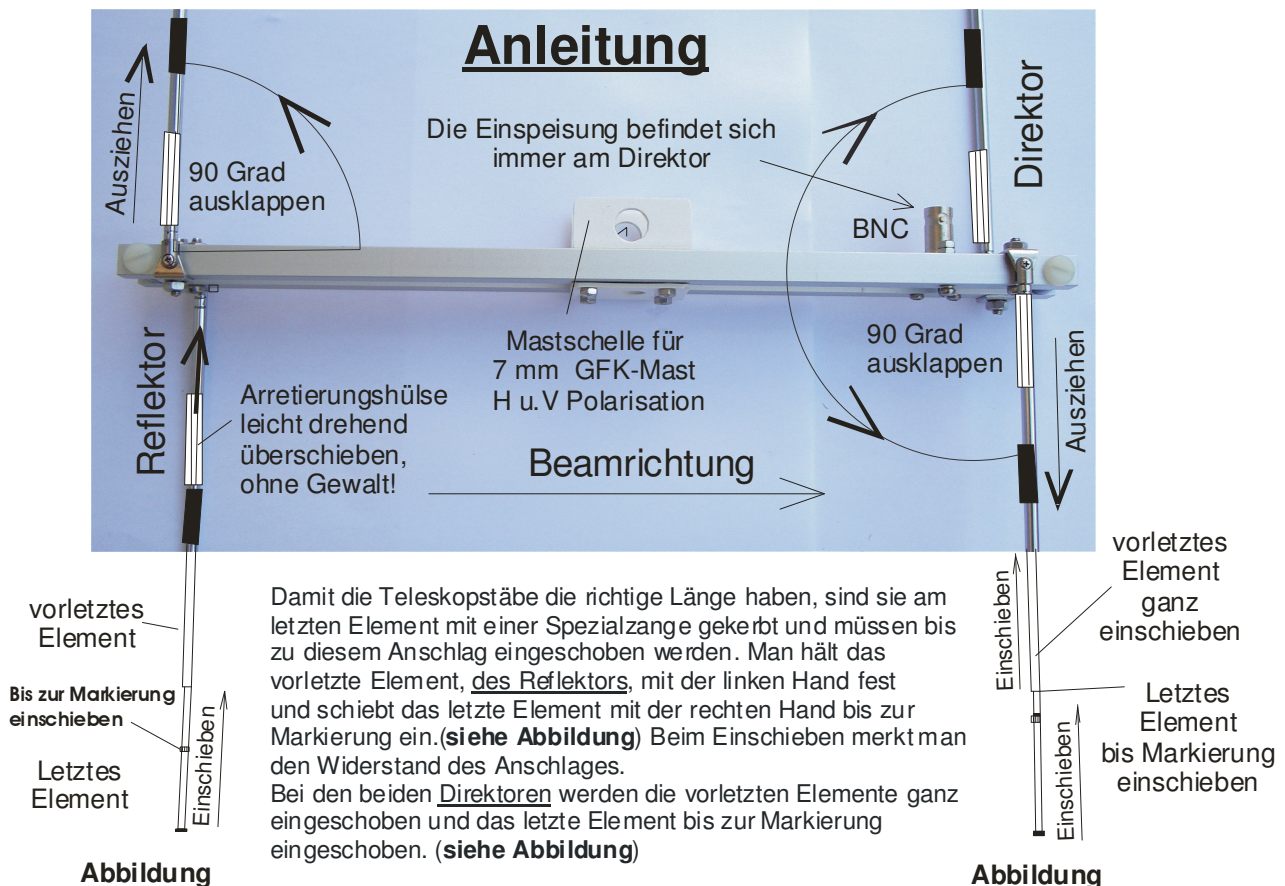 Anleitung
Ausziehen
90 Grad
ausklappen
Die Einspeisung befindet sich
immer am Direktor
BNC
Direktor
Reflektor
Arretierungshülse
leicht drehend
überschieben,
ohne Gewalt!
Mastschelle für
7 mm GFK-Mast
H u.V Polarisation
90 Grad
ausklappen
Ausziehen
Beamrichtung
vorletztes
Element
Bis zur Markierung
einschieben
Letztes
Element
Einschieben
Abbildung
Damit die Teleskopstäbe die richtige Länge haben, sind sie am
letzten Element mit einer Spezialzange gekerbt und müssen bis
zu diesem Anschlag eingeschoben werden. Man hält das
vorletzte Element, des Reflektors, mit der linken Hand fest
und schiebt das letzte Element mit der rechten Hand bis zur
Markierung ein.(siehe Abbildung) Beim Einschieben merkt man
den Widerstand des Anschlages.
Bei den beiden Direktoren werden die vorletzten Elemente ganz
eingeschoben und das letzte Element bis zur Markierung
eingeschoben. (siehe Abbildung)
Einschieben
vorletztes
Element
ganz
einschieben
Letztes
Element
bis Markierung
einschieben
Einschieben
Abbildung